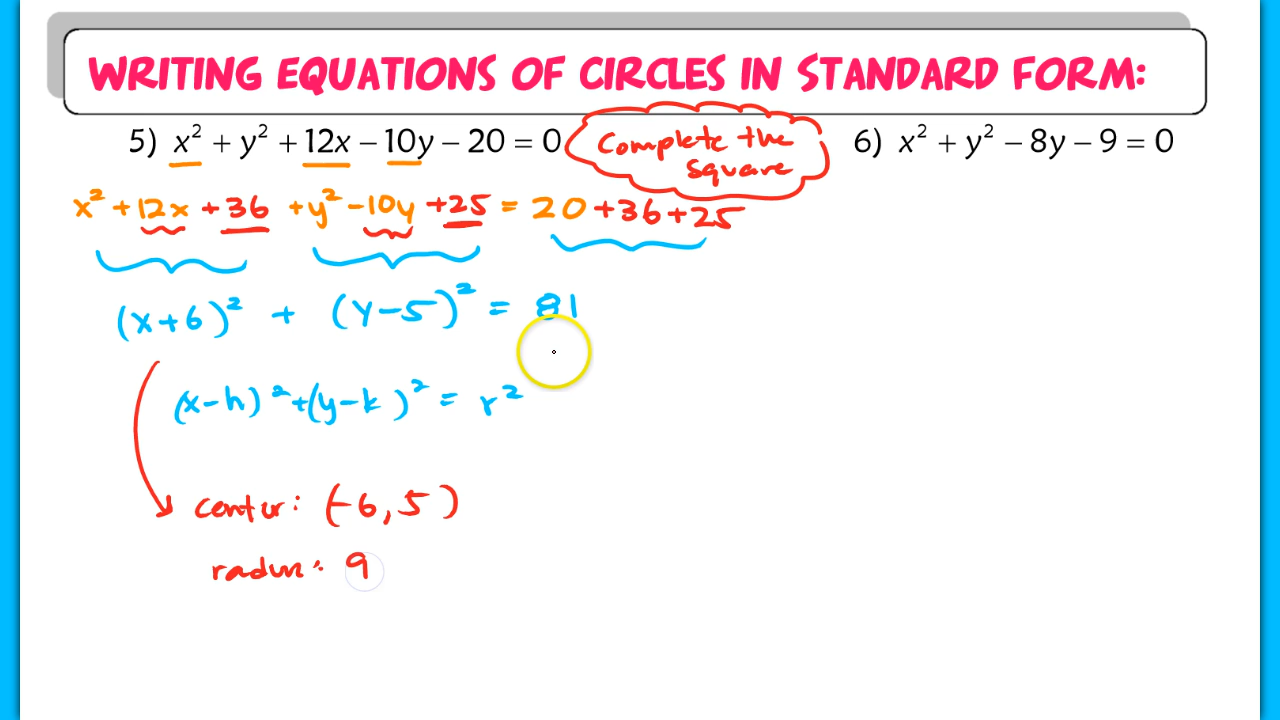 WRITING EQUATIONS OF CIRCLES IN STANDARD FORM:
5) x² + y² + 12x − 10y − 20 = 0
Complete the
square
6) x² + y² − 8y − 9 = 0
x² + 12x + 36 + y² − 10y + 25 = 20 + 36 + 25
(x+6)² + (y−5)² = 81
(x−h)² + (y−k)² = r²
center: (−6, 5)
radius: 9